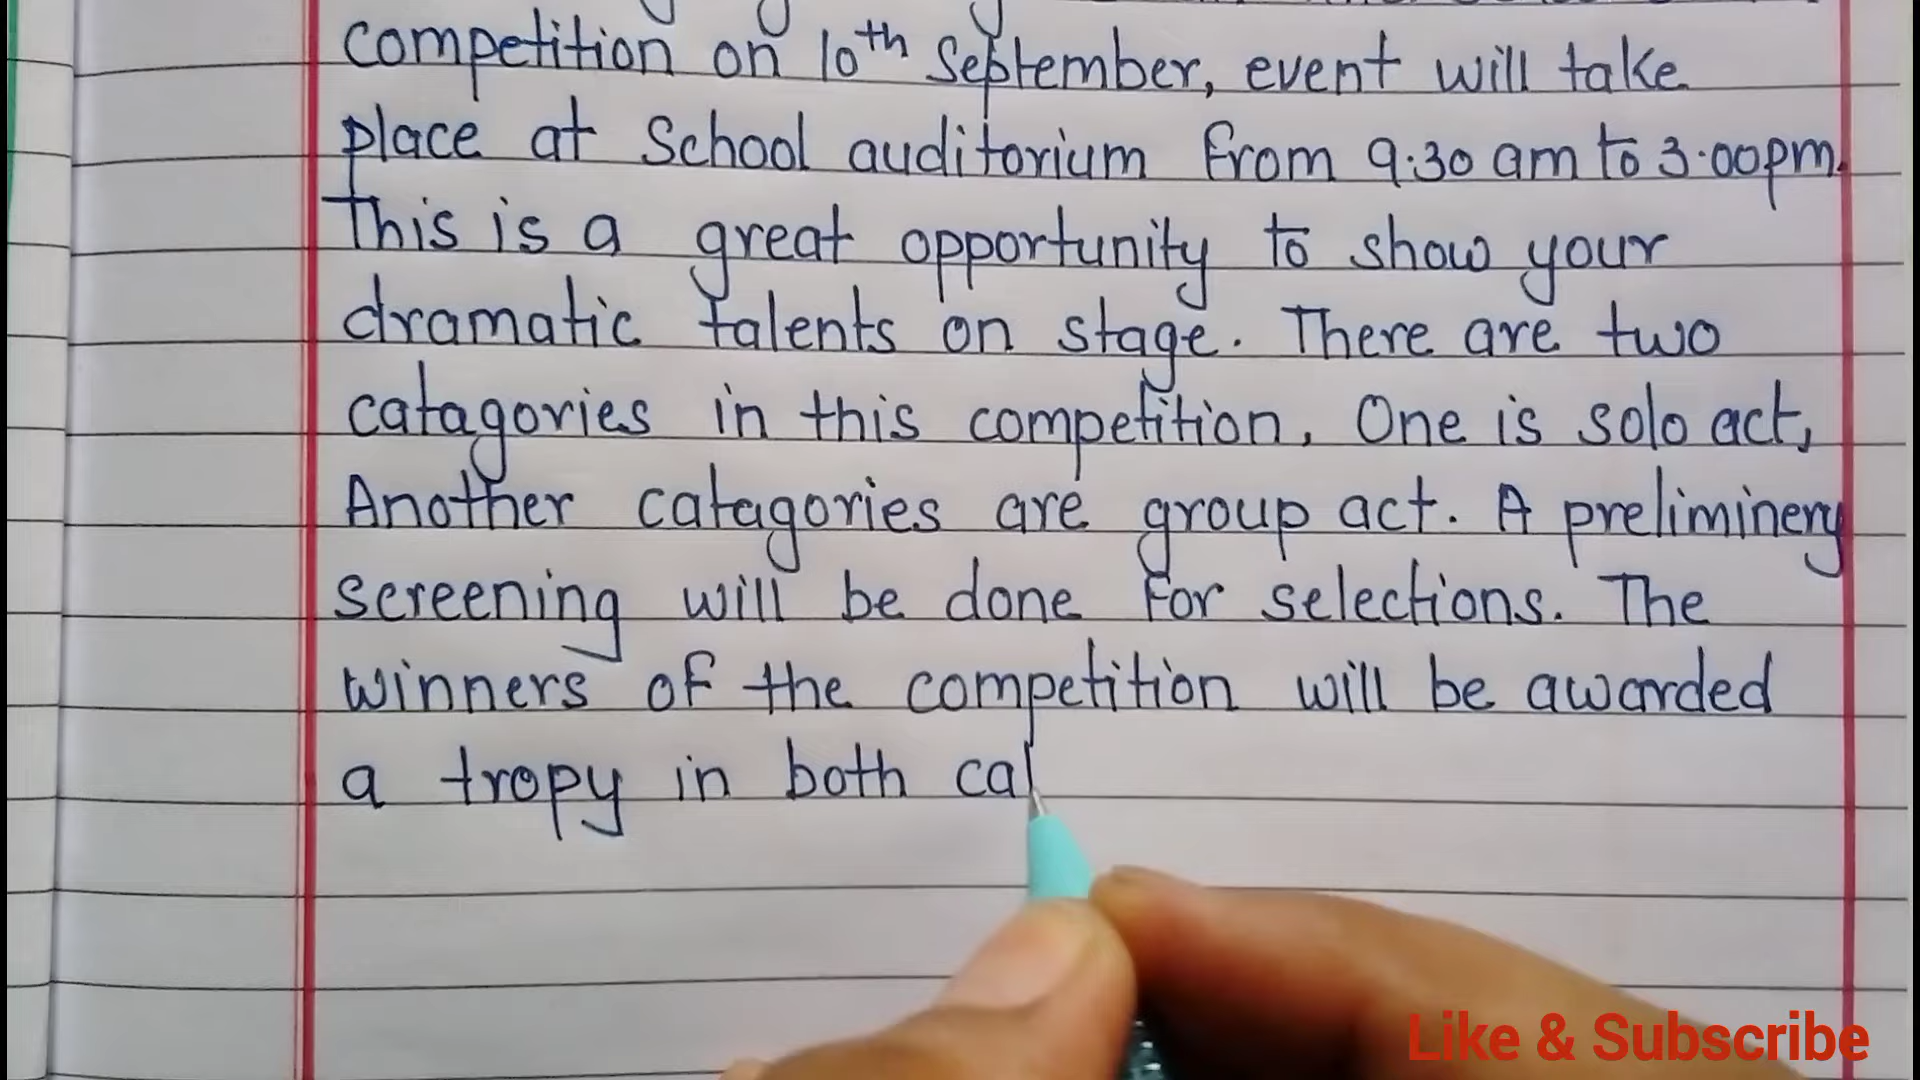 competition on 10th September, event will take
place at School auditorium from 9.30 am to 3.00pm.
This is a great opportunity to show your
dramatic talents on stage. There are two
catagories in this competition, One is solo act,
Another catagories are group act. A preliminery
screening will be done for selections. The
winners of the competition will be awarded
a tropy in both cat
Like & Subscribe